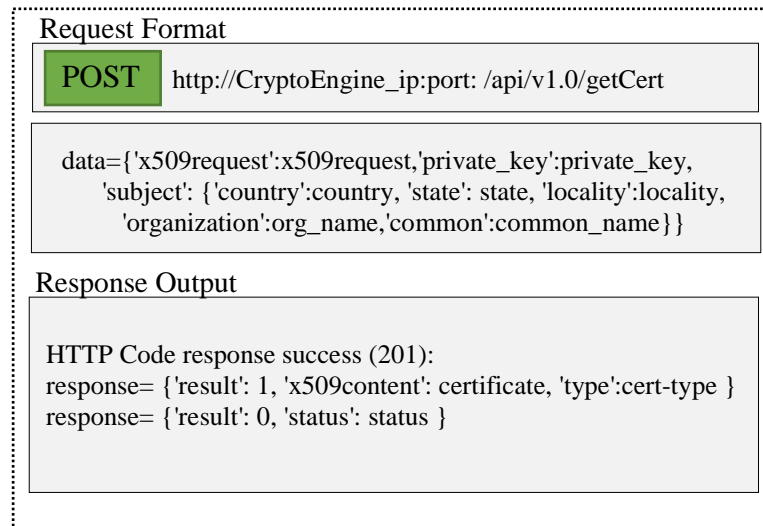 Request Format
POST http://CryptoEngine_ip:port: /api/v1.0/getCert
data={'x509request':x509request,'private_key':private_key,
'subject': {'country':country, 'state': state, 'locality':locality,
'organization':org_name,'common':common_name}}
Response Output
HTTP Code response success (201):
response= {'result': 1, 'x509content': certificate, 'type':cert-type }
response= {'result': 0, 'status': status }